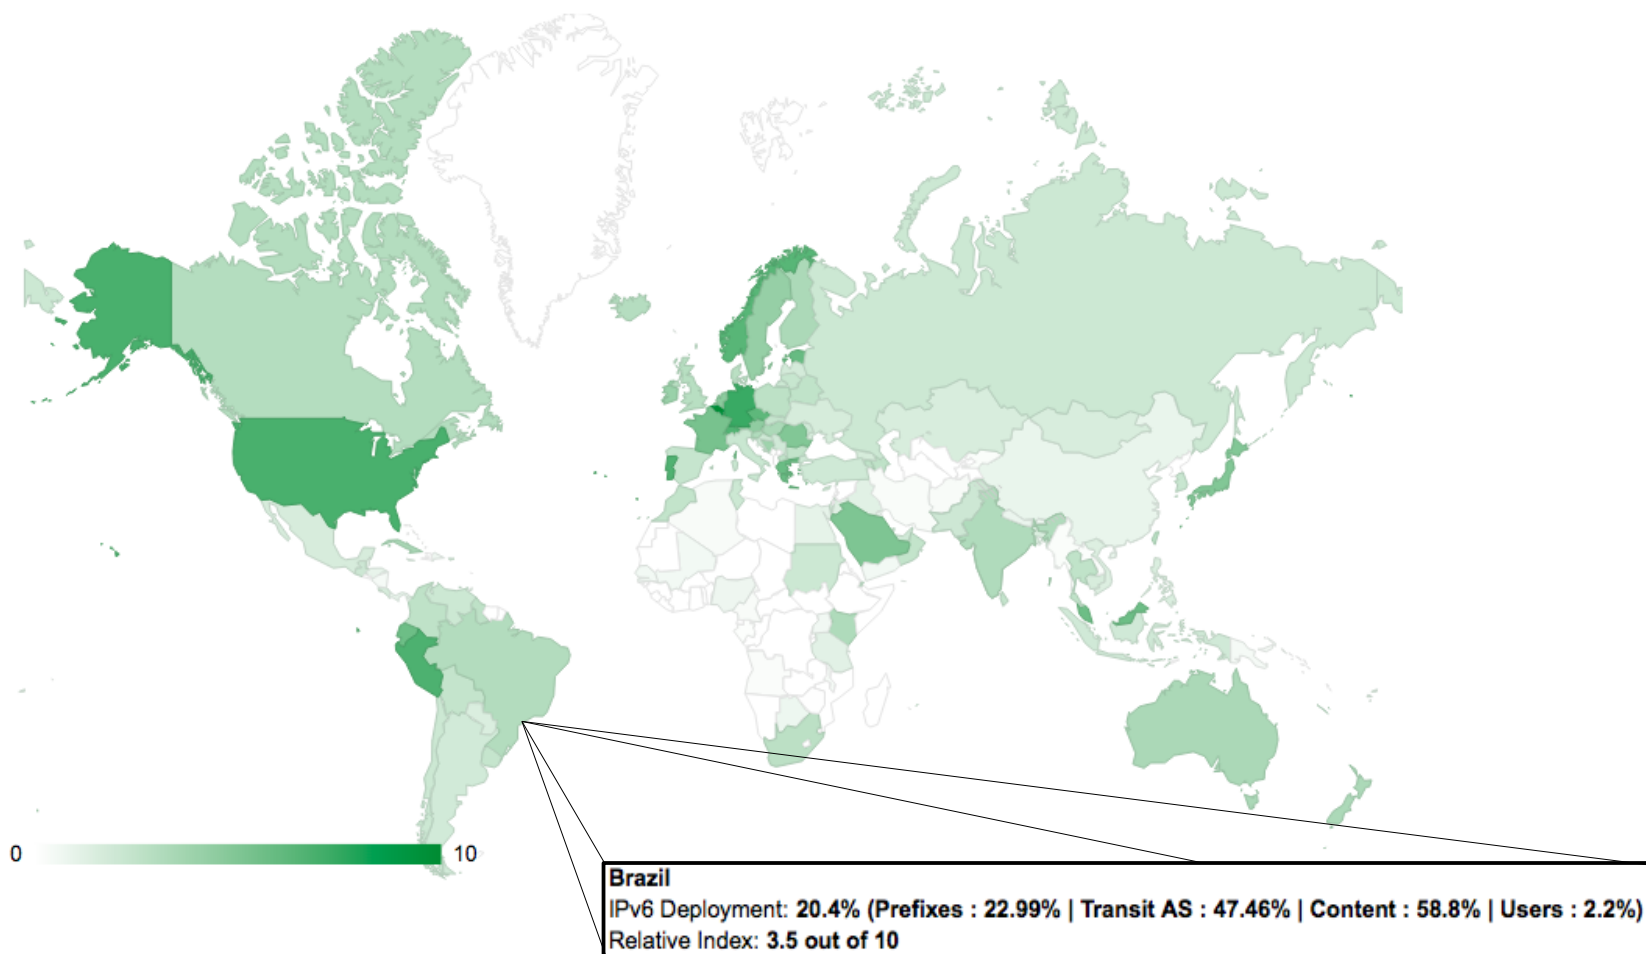 0
10
Brazil
IPv6 Deployment: 20.4% (Prefixes : 22.99% | Transit AS : 47.46% | Content : 58.8% | Users : 2.2%)
Relative Index: 3.5 out of 10